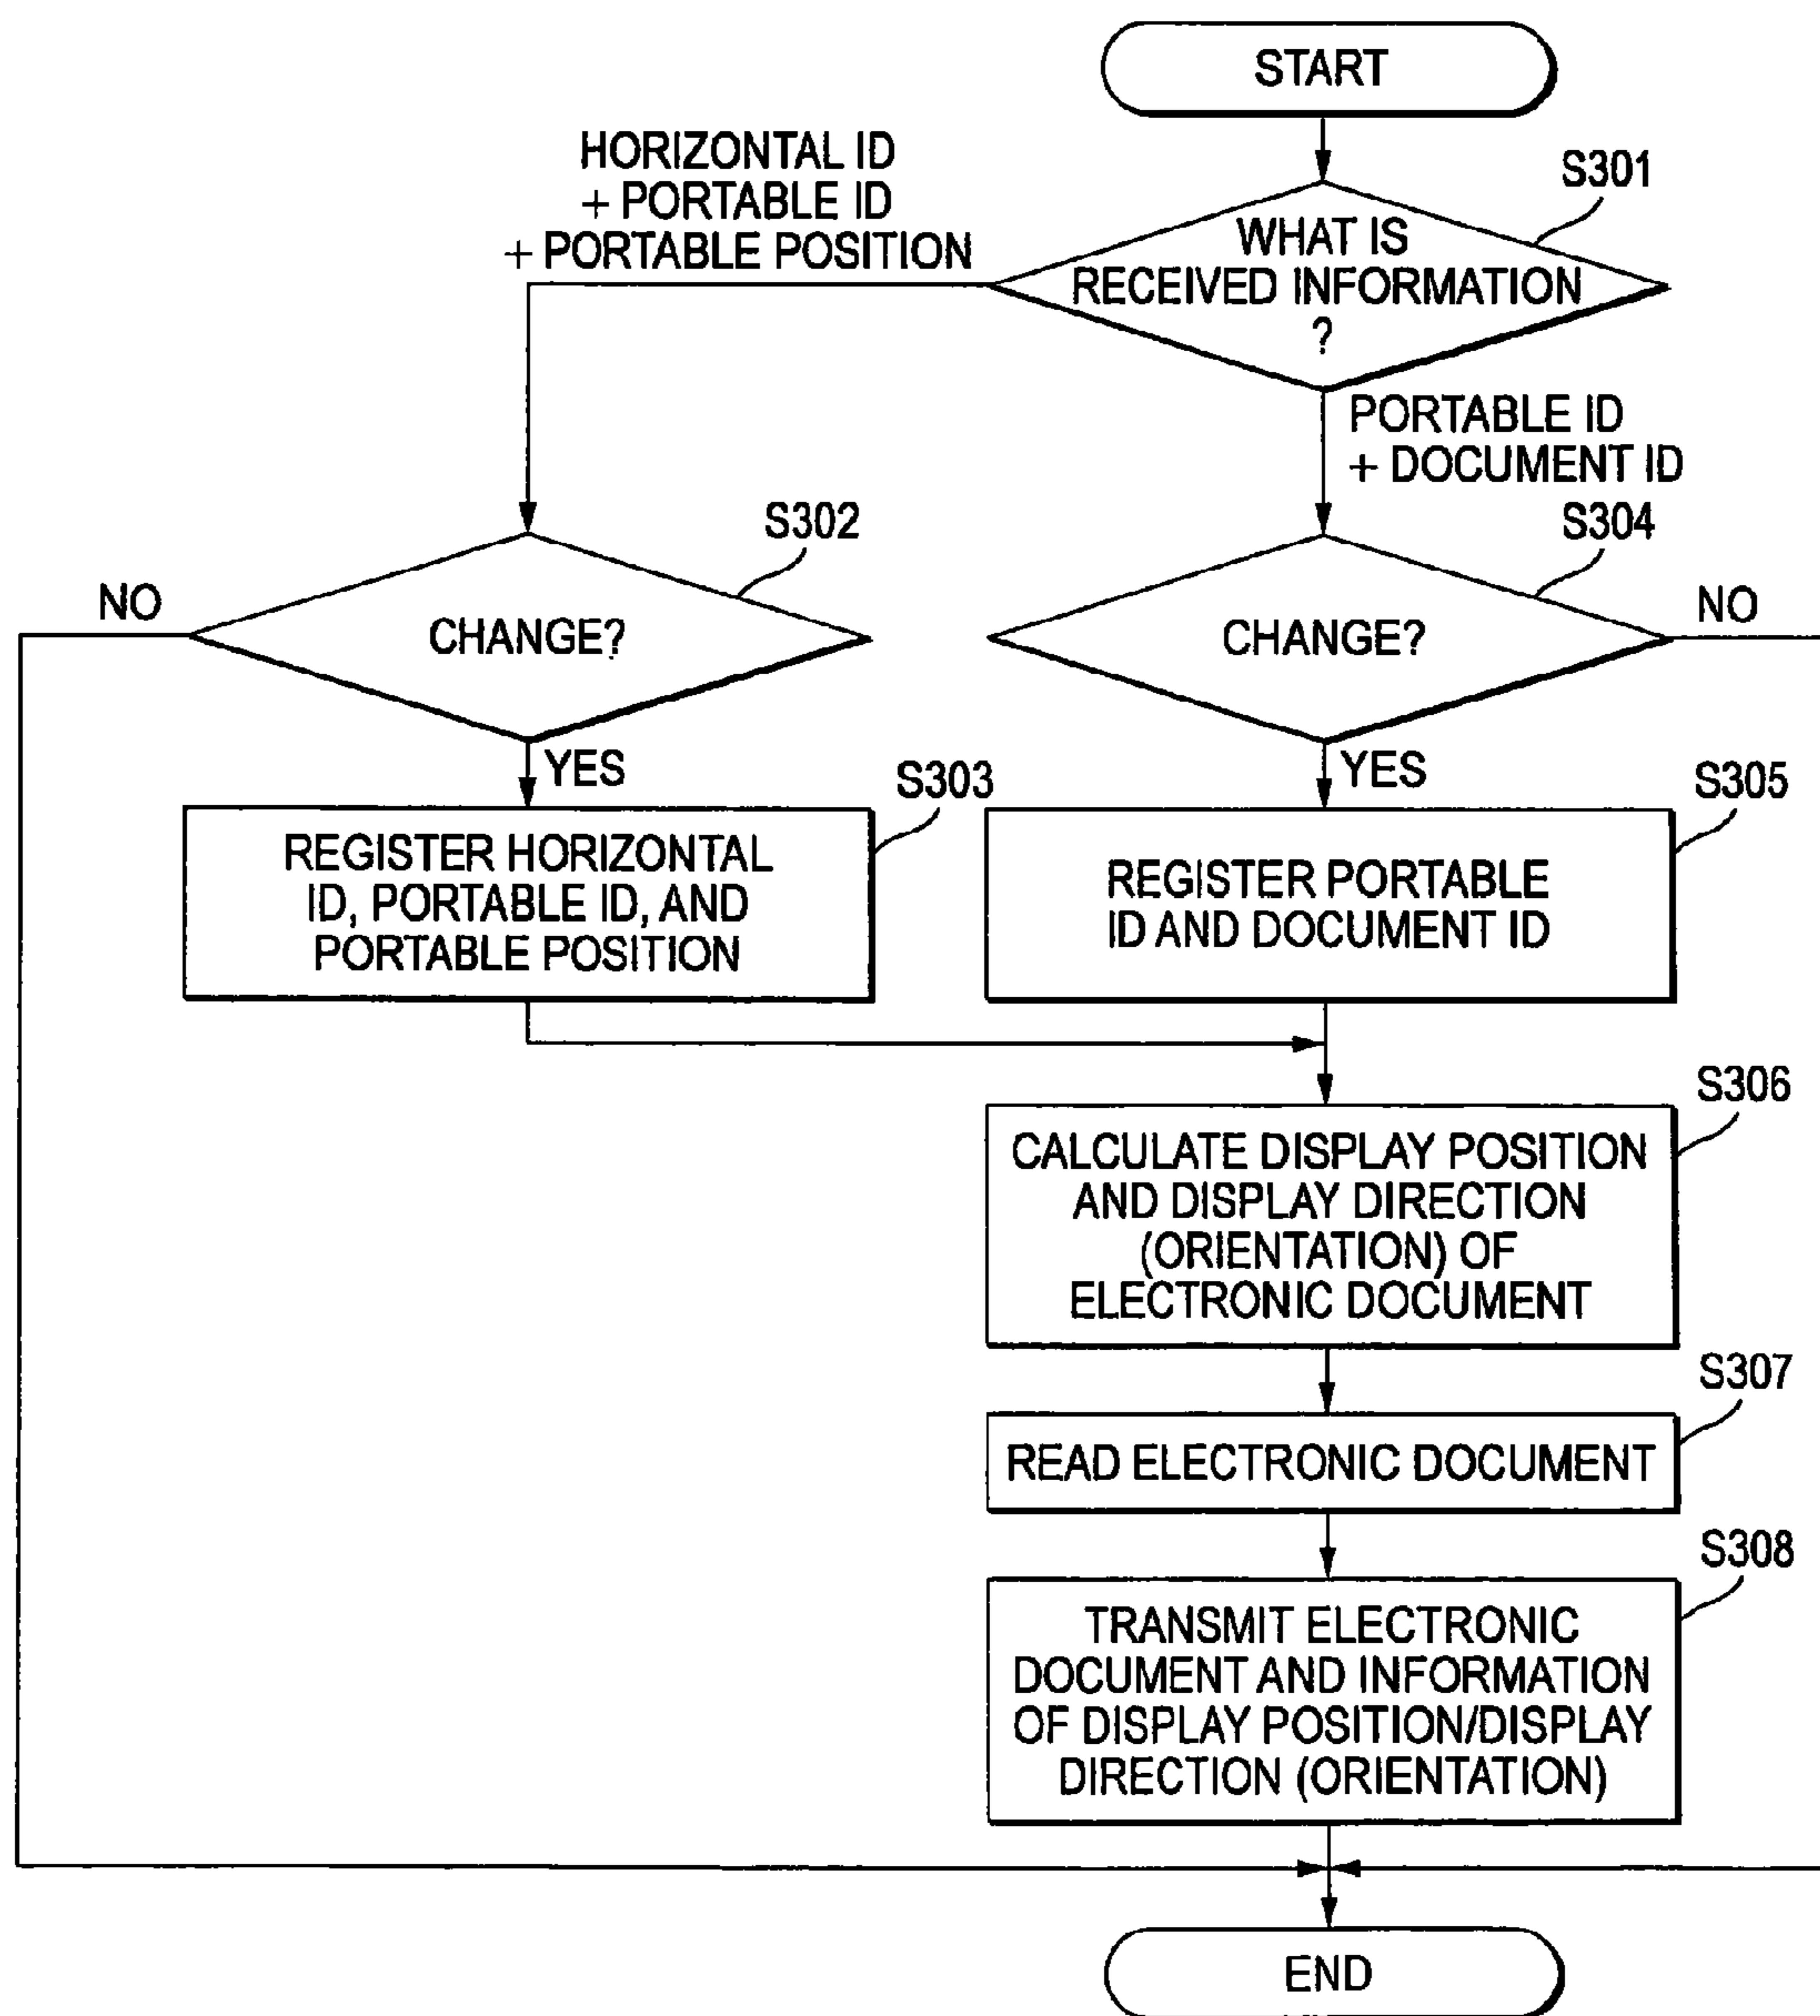 START
HORIZONTAL ID
+ PORTABLE ID
+ PORTABLE POSITION
S301
WHAT IS
RECEIVED INFORMATION
?
PORTABLE ID
+ DOCUMENT ID
S302
S304
NO
CHANGE?
CHANGE?
NO
YES
YES
S303
S305
REGISTER HORIZONTAL
ID, PORTABLE ID, AND
PORTABLE POSITION
REGISTER PORTABLE
ID AND DOCUMENT ID
S306
CALCULATE DISPLAY POSITION
AND DISPLAY DIRECTION
(ORIENTATION) OF
ELECTRONIC DOCUMENT
S307
READ ELECTRONIC DOCUMENT
S308
TRANSMIT ELECTRONIC
DOCUMENT AND INFORMATION
OF DISPLAY POSITION/DISPLAY
DIRECTION (ORIENTATION)
END